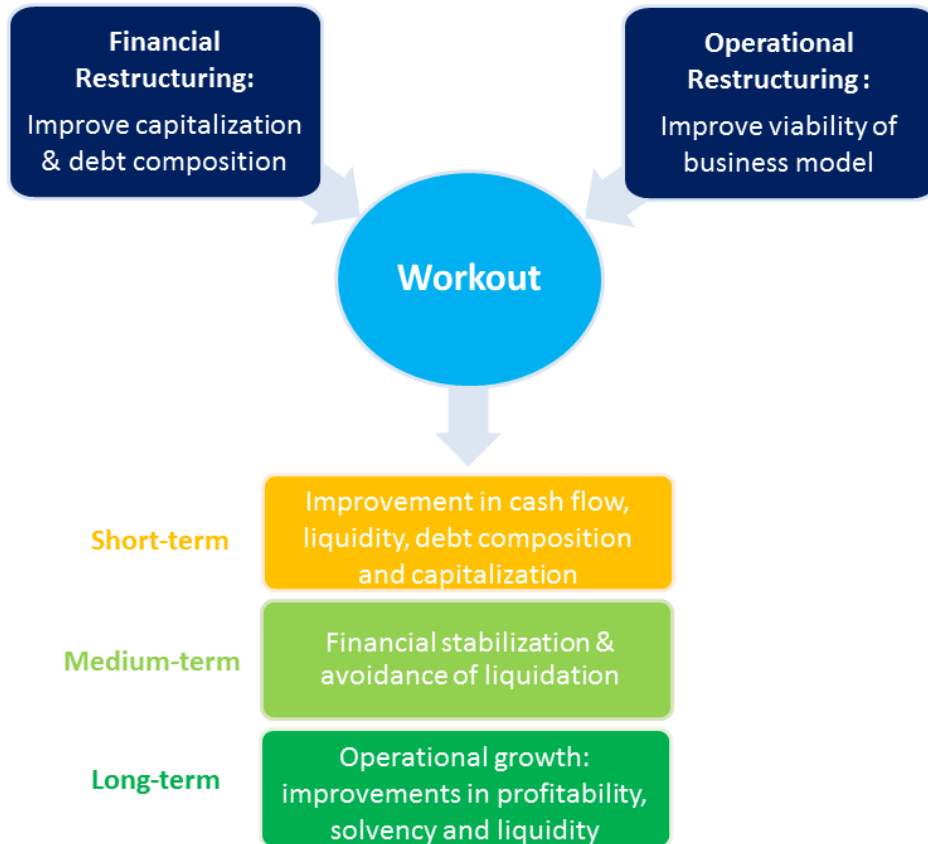 Financial
Restructuring:
Improve capitalization
& debt composition
Operational
Restructuring :
Improve viability of
business model
Workout
Short-term
Improvement in cash flow,
liquidity, debt composition
and capitalization
Medium-term
Financial stabilization &
avoidance of liquidation
Long-term
Operational growth:
improvements in profitability,
solvency and liquidity